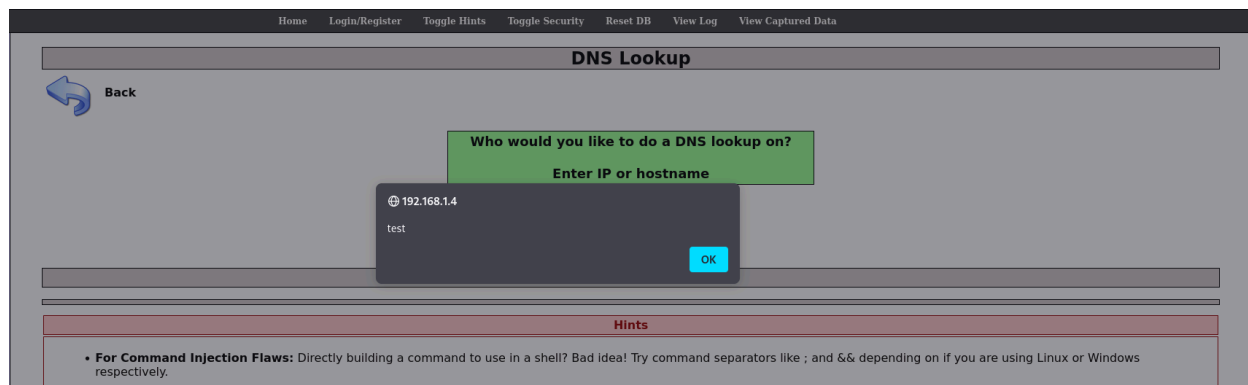 Home Login/Register Toggle Hints Toggle Security Reset DB View Log View Captured Data
DNS Lookup
Back
Who would you like to do a DNS lookup on?
Enter IP or hostname
192.168.1.4
test
OK
Hints
• For Command Injection Flaws: Directly building a command to use in a shell? Bad idea! Try command separators like ; and && depending on if you are using Linux or Windows
respectively.